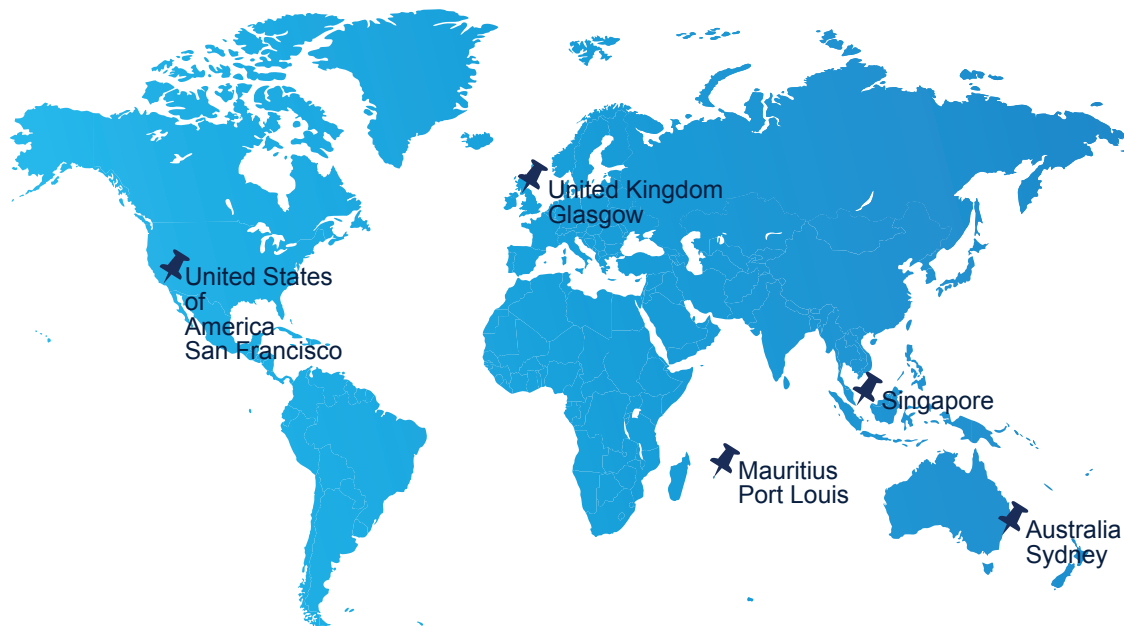 United Kingdom
Glasgow
United States
of
America
San Francisco
Singapore
Mauritius
Port Louis
Australia
Sydney